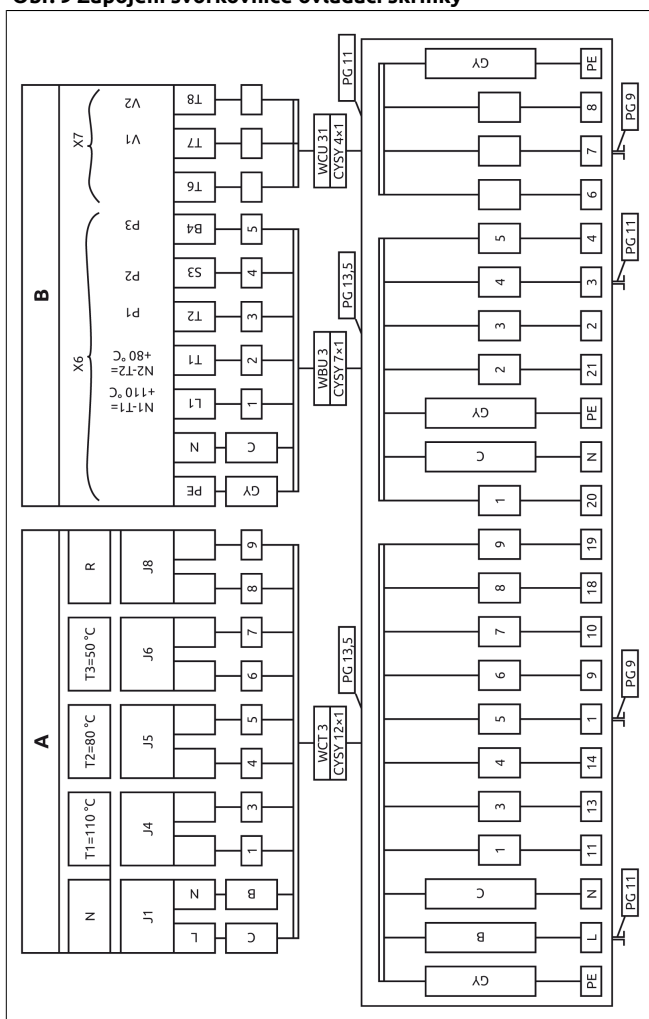 Obr. 9 Zapojení svorkovnice ovládací skříňky
A
N
T1=110 °C
T2=80 °C
T3=50 °C
R
J1
J4
J5
J6
J8
L
N
C
B
1
3
4
5
6
7
8
9
WCT 3
CYSY 12×1
PG 13,5
B
X6
X7
N1-T1=
+110 °C
N2-T2=
+80 °C
P1
P2
P3
V1
V2
PE
N
L1
T1
T2
S3
B4
T6
T7
T8
GY
C
1
2
3
4
5
WBU 3
CYSY 7×1
PG 13,5
WCU 31
CYSY 4×1
PG 11
GY
B
C
1
3
4
5
6
7
8
9
1
C
GY
2
3
4
5
GY
PE
L
N
11
13
14
1
9
10
18
19
20
N
PE
21
2
3
4
6
7
8
PE
PG 11
PG 9
PG 11
PG 9